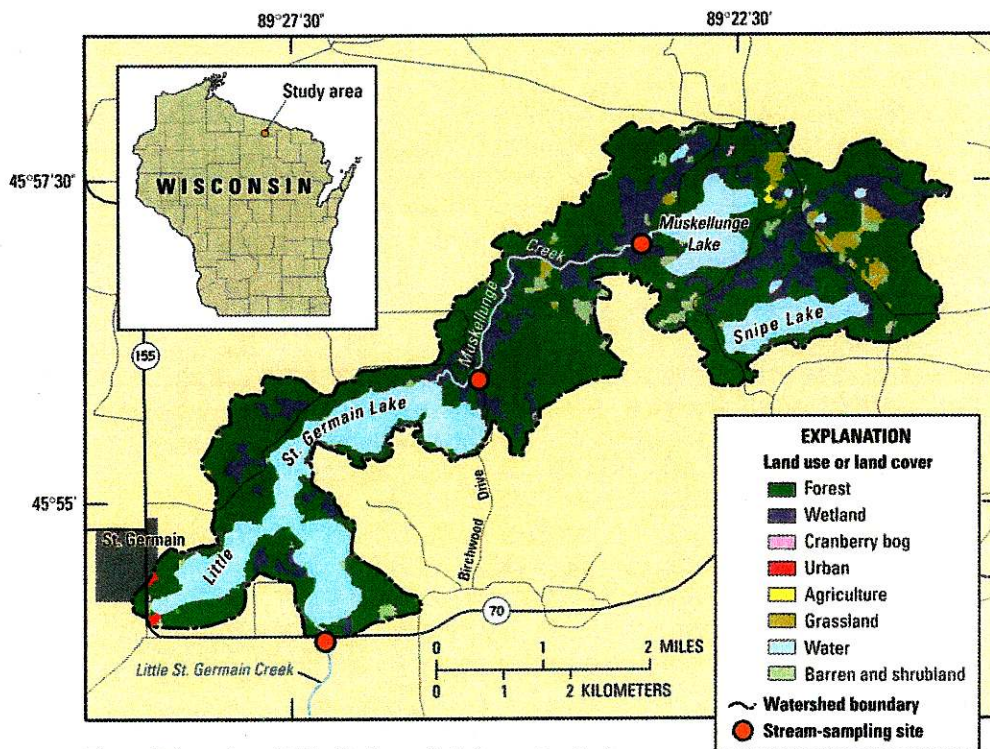 89°27'30"
89°22'30"
Study area
WISCONSIN
45°57'30"
Muskellunge
Lake
Creek
Muskellunge
Snipe Lake
155
St. Germain Lake
Little
45°55'
St. Germain
Birchwood Drive
70
Little St. Germain Creek
0 1 2 MILES
0 1 2 KILOMETERS
EXPLANATION
Land use or land cover
Forest
Wetland
Cranberry bog
Urban
Agriculture
Grassland
Water
Barren and shrubland
Watershed boundary
Stream-sampling site